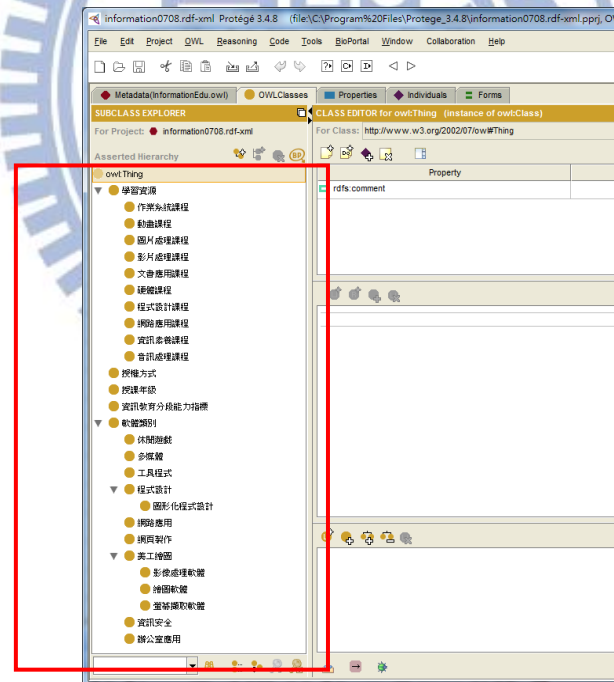 information0708.rdf-xml Protégé 3.4.8 (file:\C:\Program%20Files\Protege_3.4.8\information0708.rdf-xml.pprj, O
File Edit Project OWL Reasoning Code Tools BioPortal Window Collaboration Help
Metadata(InformationEdu.owl) OWLClasses Properties Individuals Forms
SUBCLASS EXPLORER
CLASS EDITOR for owl:Thing (instance of owl:Class)
For Project: information0708.rdf-xml
For Class: http://www.w3.org/2002/07/owl#Thing
Asserted Hierarchy
Property
owl:Thing
rdfs:comment
學習資源
作業系統課程
動畫課程
圖片處理課程
影片處理課程
文書應用課程
硬體課程
程式設計課程
網路應用課程
資訊素養課程
音訊處理課程
授權方式
授課年級
資訊教育分段能力指標
軟體類別
休閒遊戲
多媒體
工具程式
程式設計
圖形化程式設計
網路應用
網頁製作
美工繪圖
影像處理軟體
繪圖軟體
螢幕擷取軟體
資訊安全
辦公室應用